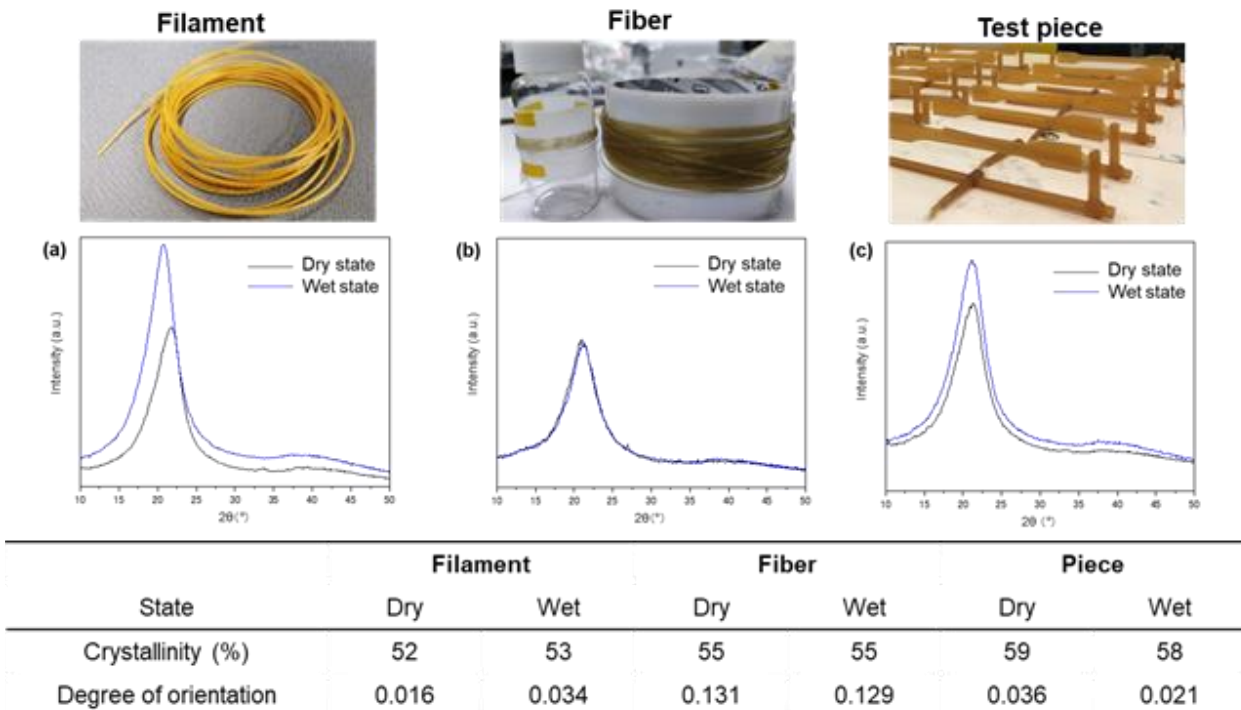 Filament
Fiber
Test piece
(a)
Dry state
Wet state
Intensity (a.u.)
10 15 20 25 30 35 40 45 50
2θ(°)
(b)
Dry state
Wet state
Intensity (a.u.)
10 15 20 25 30 35 40 45 50
2θ(°)
(c)
Dry state
Wet state
Intensity (a.u.)
10 15 20 25 30 35 40 45 50
2θ (°)
Filament Fiber Piece
State Dry Wet Dry Wet Dry Wet
Crystallinity (%) 52 53 55 55 59 58
Degree of orientation 0.016 0.034 0.131 0.129 0.036 0.021